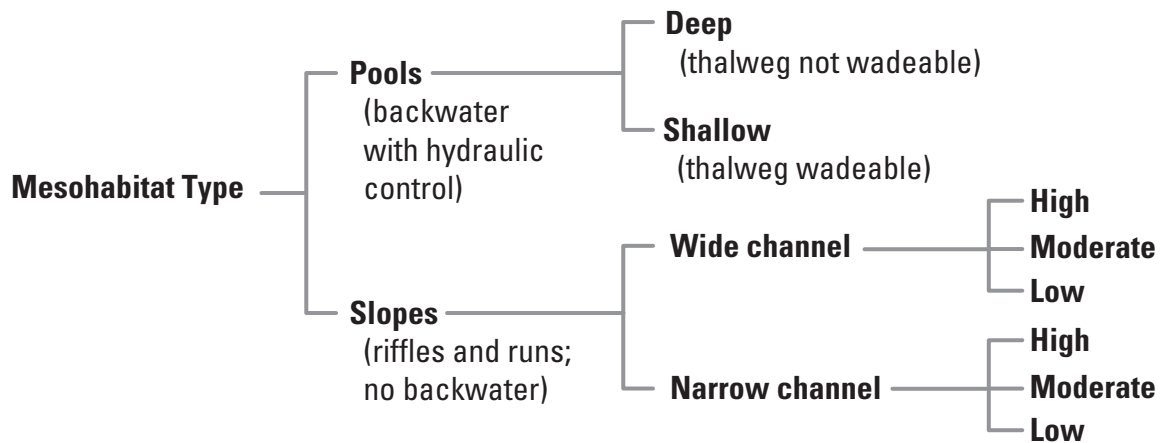 Mesohabitat Type
Pools
(backwater
with hydraulic
control)
Deep
(thalweg not wadeable)
Shallow
(thalweg wadeable)
Slopes
(riffles and runs;
no backwater)
Wide channel
High
Moderate
Low
Narrow channel
High
Moderate
Low